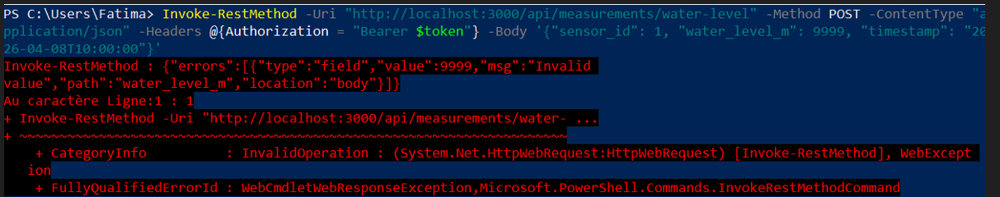 PS C:\Users\Fatima> Invoke-RestMethod -Uri "http://localhost:3000/api/measurements/water-level" -Method POST -ContentType "a
pplication/json" -Headers @{Authorization = "Bearer $token"} -Body '{"sensor_id": 1, "water_level_m": 9999, "timestamp": "20
26-04-08T10:00:00"}'
Invoke-RestMethod : {"errors":[{"type":"field","value":9999,"msg":"Invalid
value","path":"water_level_m","location":"body"}]}
Au caractère Ligne:1 : 1
+ Invoke-RestMethod -Uri "http://localhost:3000/api/measurements/water- ...
+ ~~~~~~~~~~~~~~~~~~~~~~~~~~~~~~~~~~~~~~~~~~~~~~~~~~~~~~~~~~~~~~~~~~~~~
    + CategoryInfo          : InvalidOperation : (System.Net.HttpWebRequest:HttpWebRequest) [Invoke-RestMethod], WebExcept
   ion
    + FullyQualifiedErrorId : WebCmdletWebResponseException,Microsoft.PowerShell.Commands.InvokeRestMethodCommand